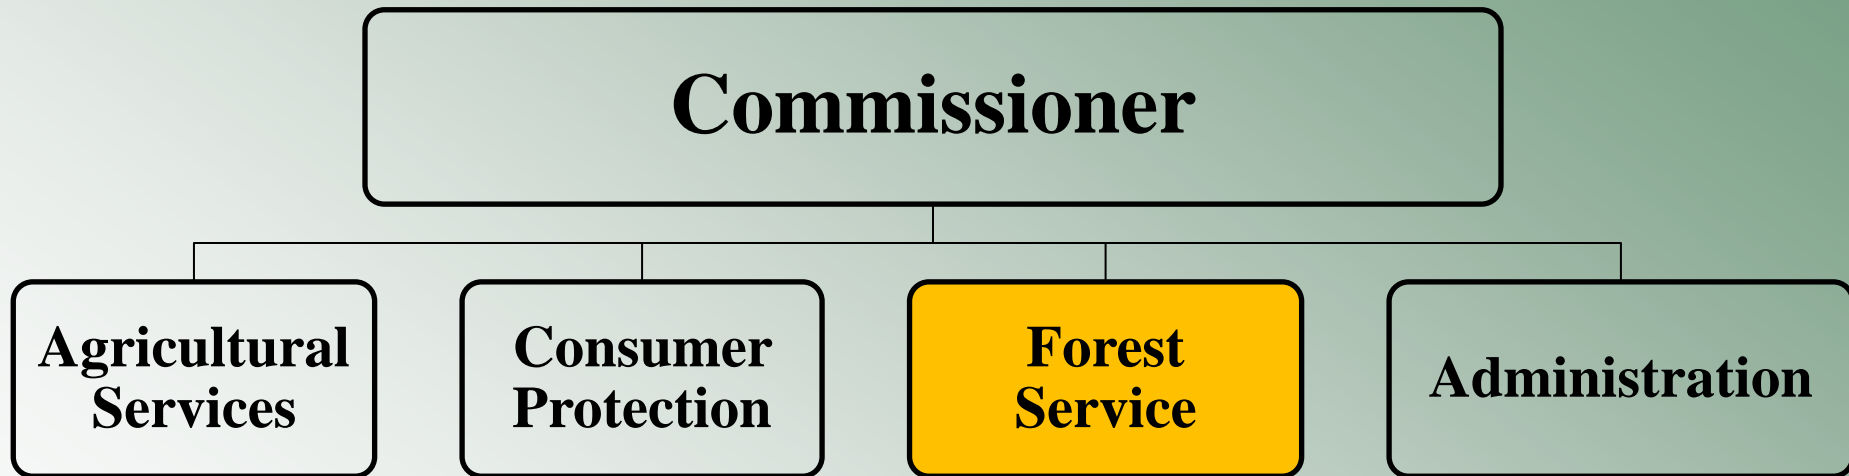 Commissioner
Agricultural
Services
Consumer
Protection
Forest
Service
Administration